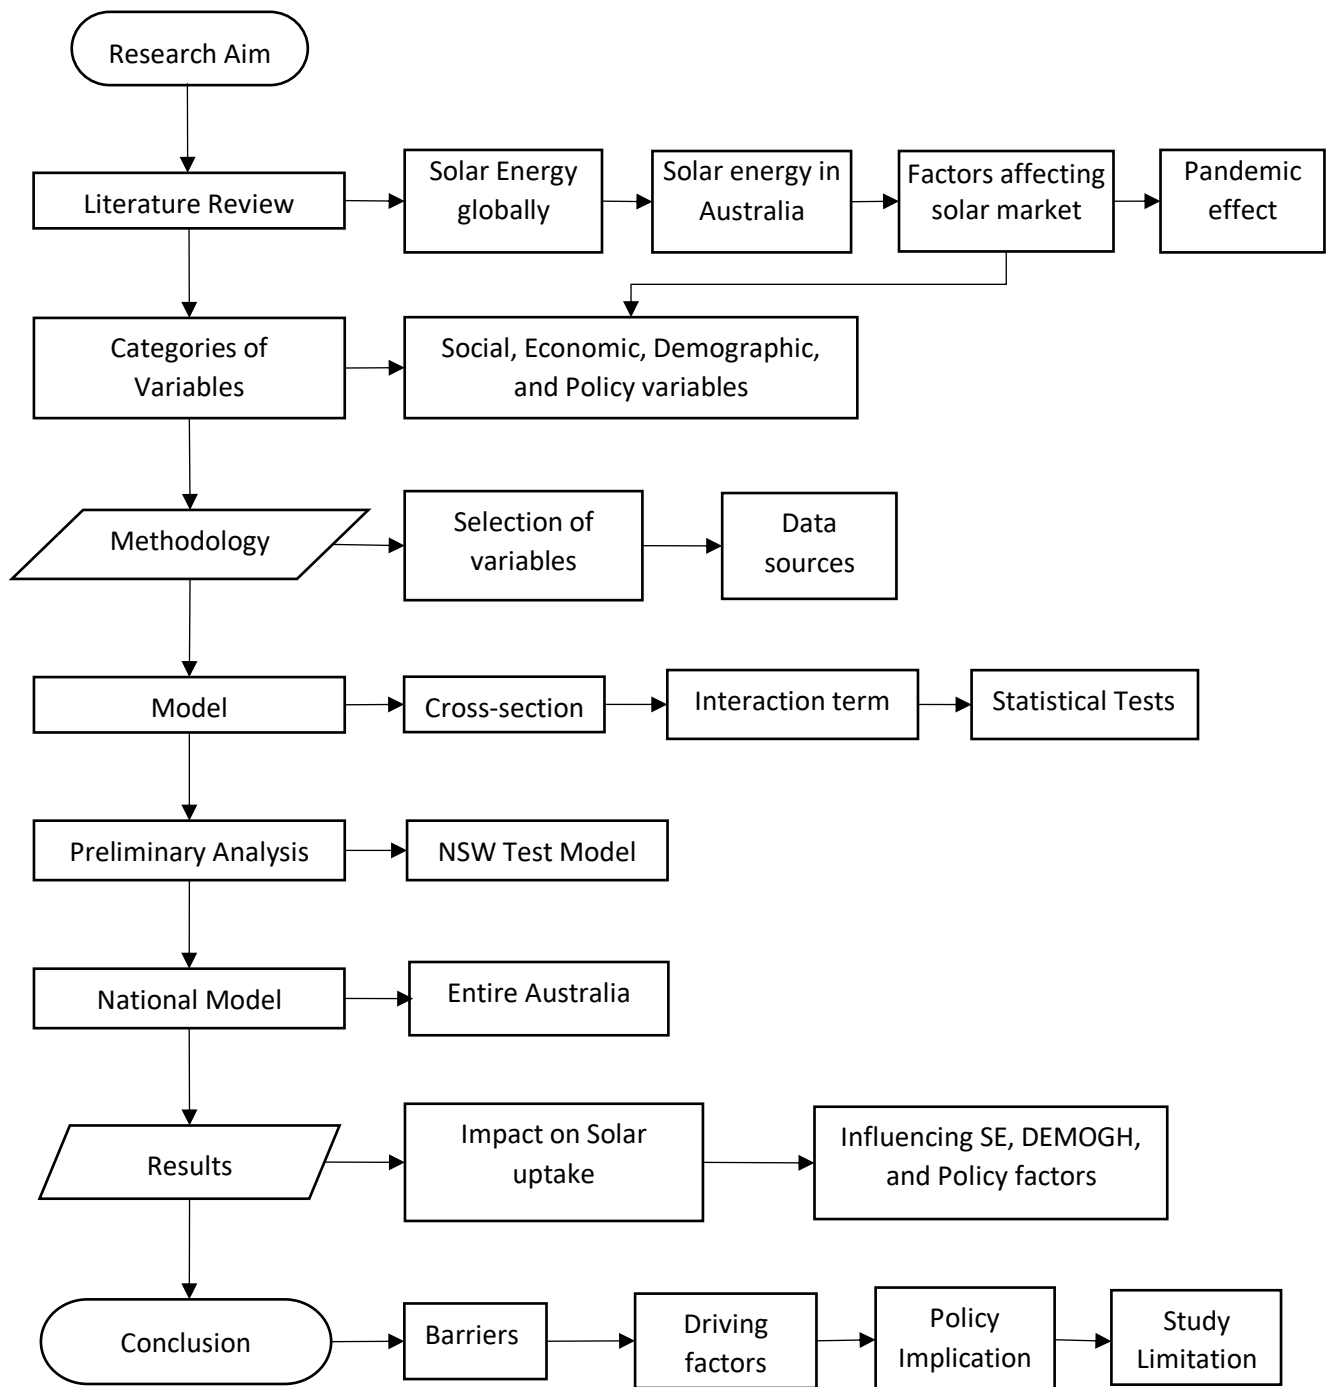 Research Aim
Literature Review
Solar Energy
globally
Solar energy in
Australia
Factors affecting
solar market
Pandemic
effect
Categories of
Variables
Social, Economic, Demographic,
and Policy variables
Methodology
Selection of
variables
Data
sources
Model
Cross-section
Interaction term
Statistical Tests
Preliminary Analysis
NSW Test Model
National Model
Entire Australia
Results
Impact on Solar
uptake
Influencing SE, DEMOGH,
and Policy factors
Conclusion
Barriers
Driving
factors
Policy
Implication
Study
Limitation